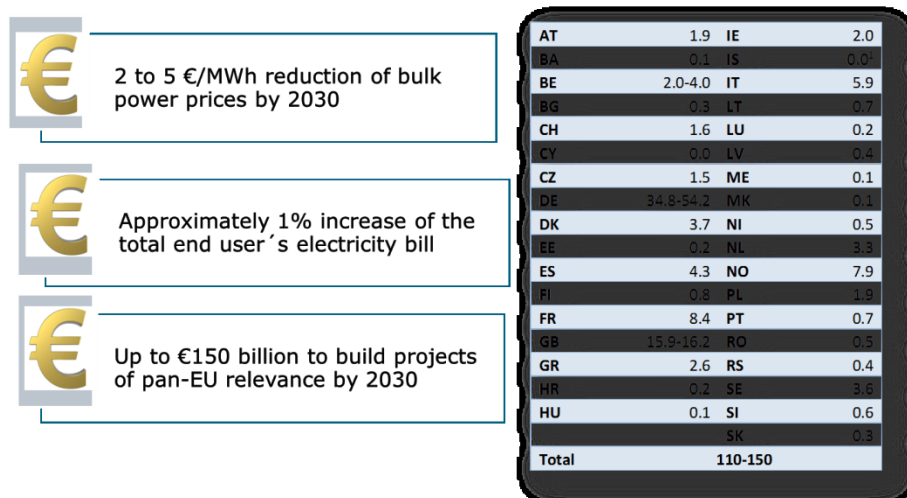 2 to 5 €/MWh reduction of bulk
power prices by 2030
Approximately 1% increase of the
total end user´s electricity bill
Up to €150 billion to build projects
of pan-EU relevance by 2030
AT 1.9 IE 2.0
BA 0.1 IS 0.0¹
BE 2.0-4.0 IT 5.9
BG 0.3 LT 0.7
CH 1.6 LU 0.2
CY 0.0 LV 0.4
CZ 1.5 ME 0.1
DE 34.8-54.2 MK 0.1
DK 3.7 NI 0.5
EE 0.2 NL 3.3
ES 4.3 NO 7.9
FI 0.8 PL 1.9
FR 8.4 PT 0.7
GB 15.9-16.2 RO 0.5
GR 2.6 RS 0.4
HR 0.2 SE 3.6
HU 0.1 SI 0.6
SK 0.3
Total 110-150